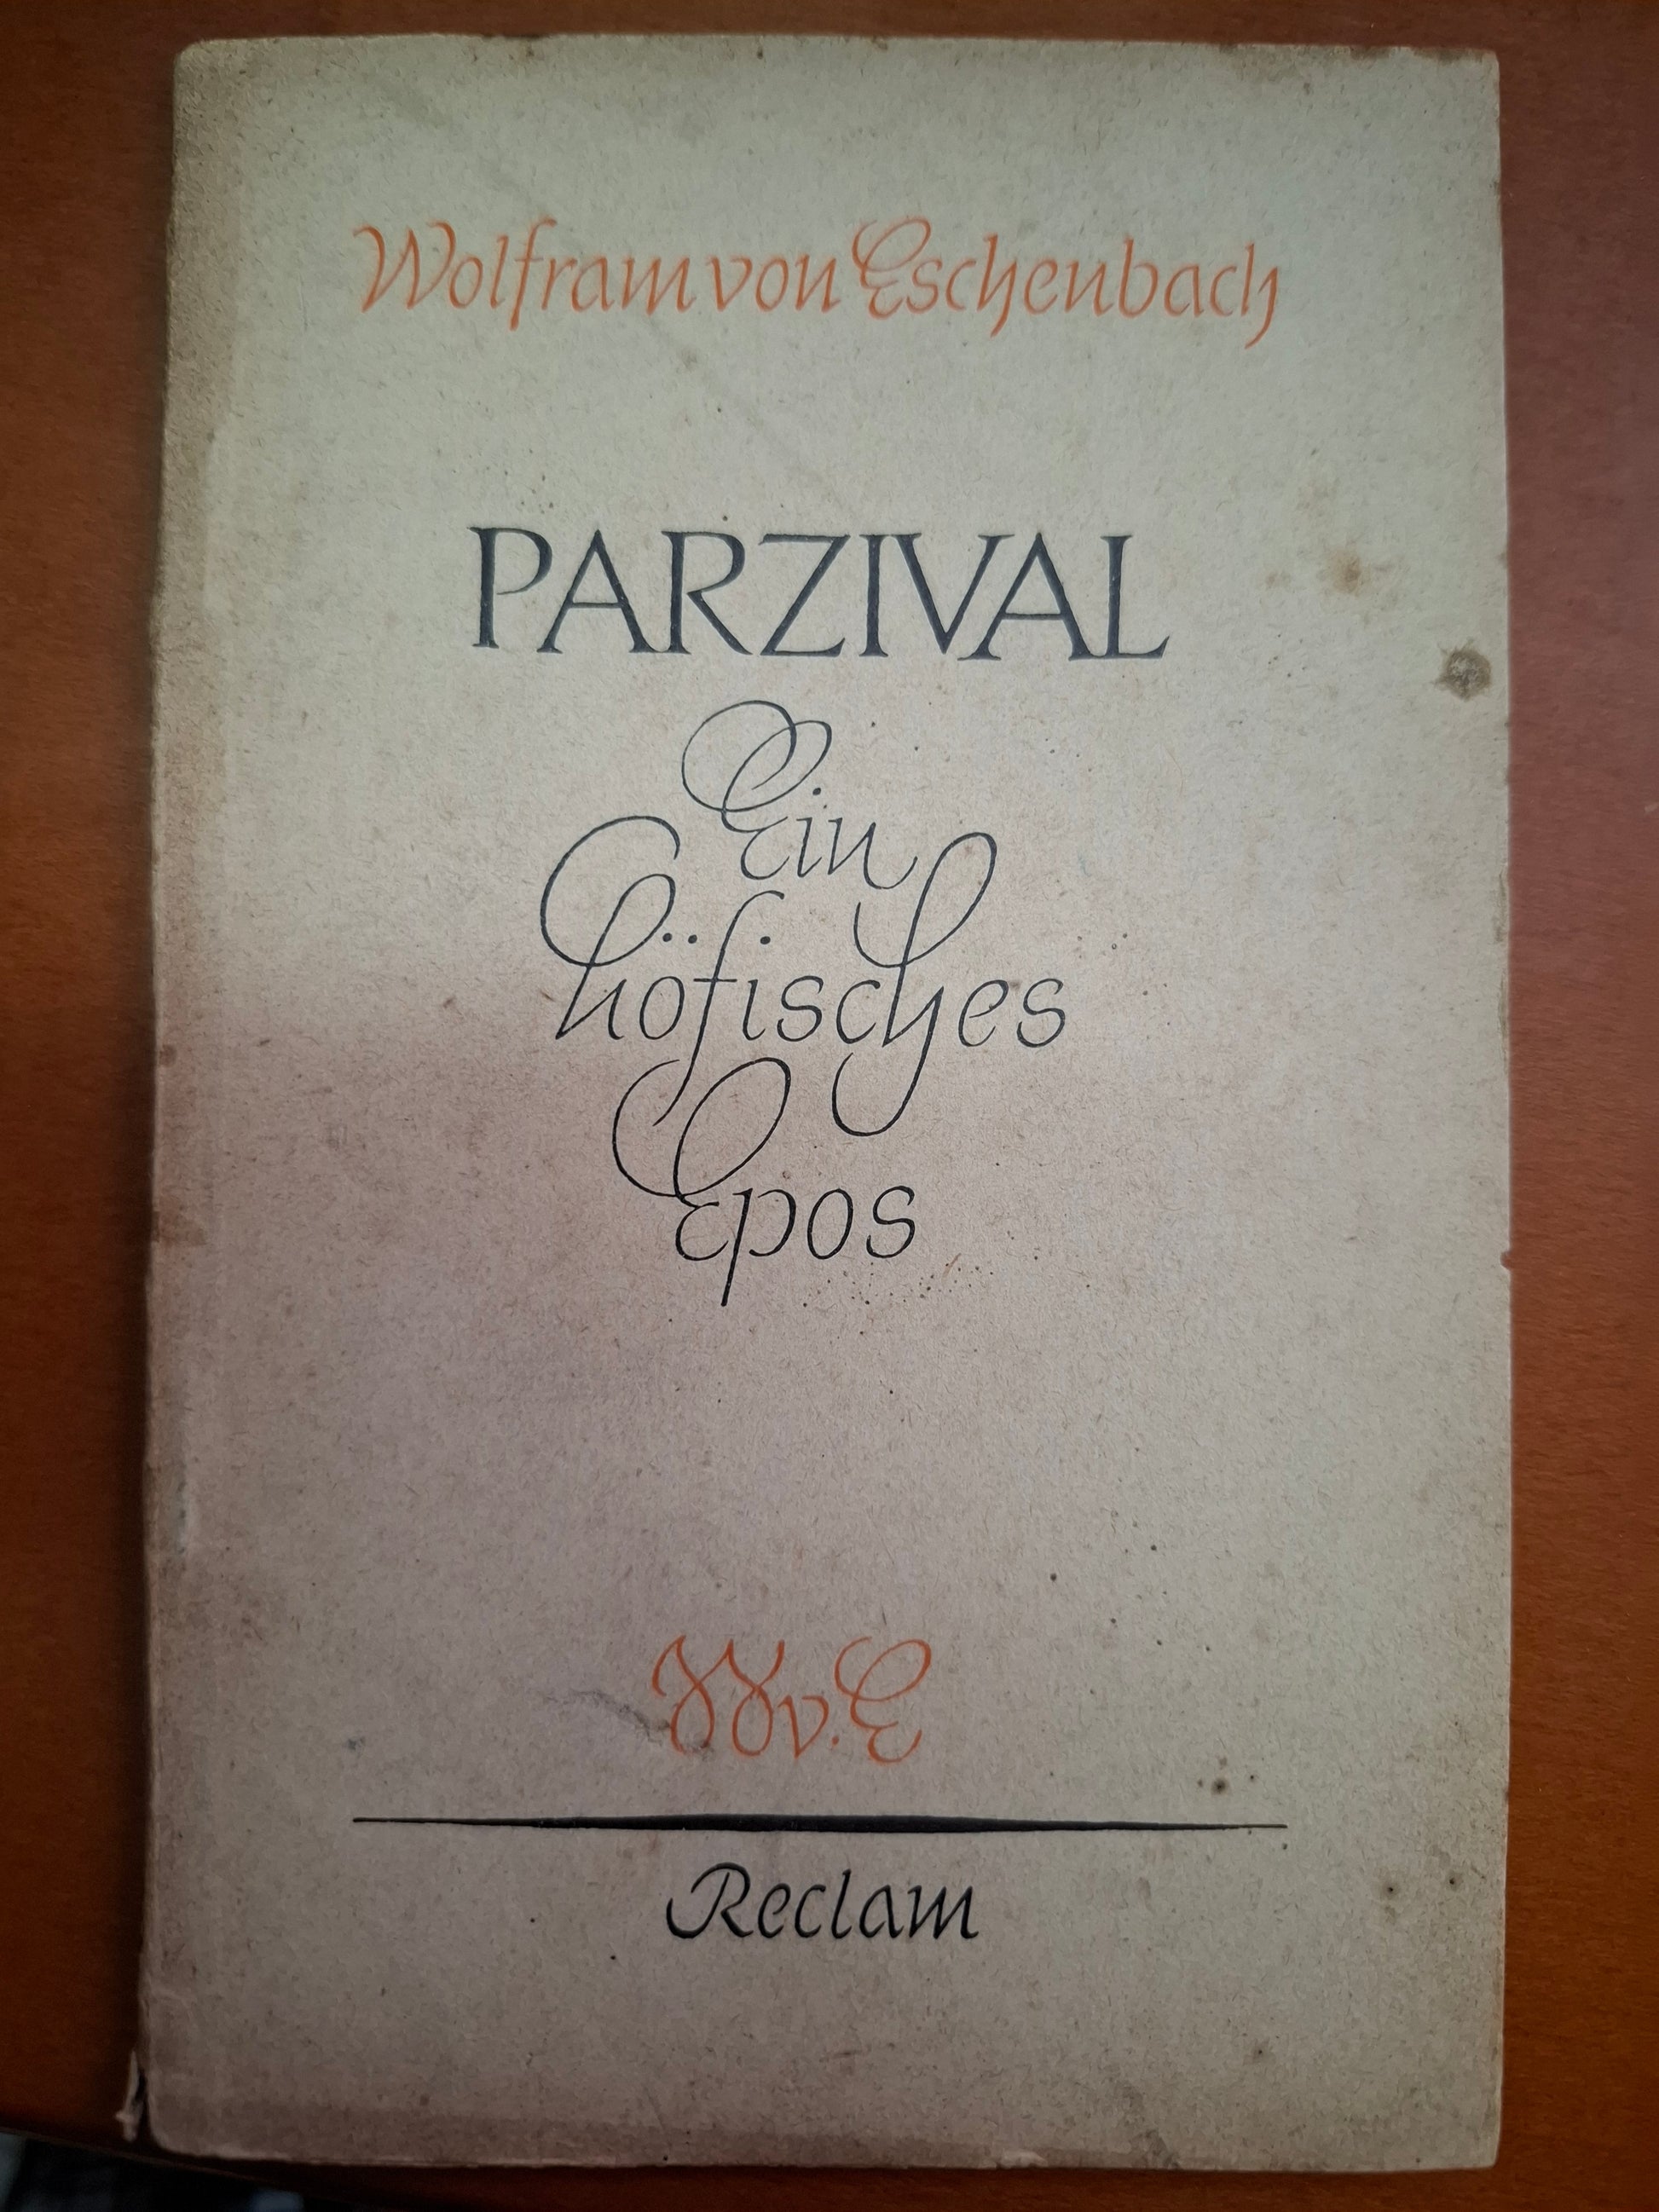 Wolfram von Eschenbach
PARZIVAL
Ein
höfisches
Epos
W v. E
Reclam